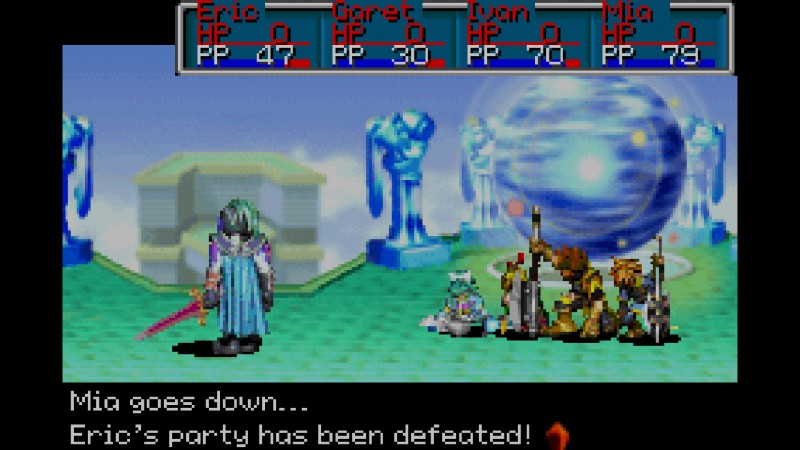 Eric Garet Ivan Mia
HP 0 HP 0 HP 0 HP 0
PP 47 PP 30 PP 70 PP 79
Mia goes down...
Eric's party has been defeated!